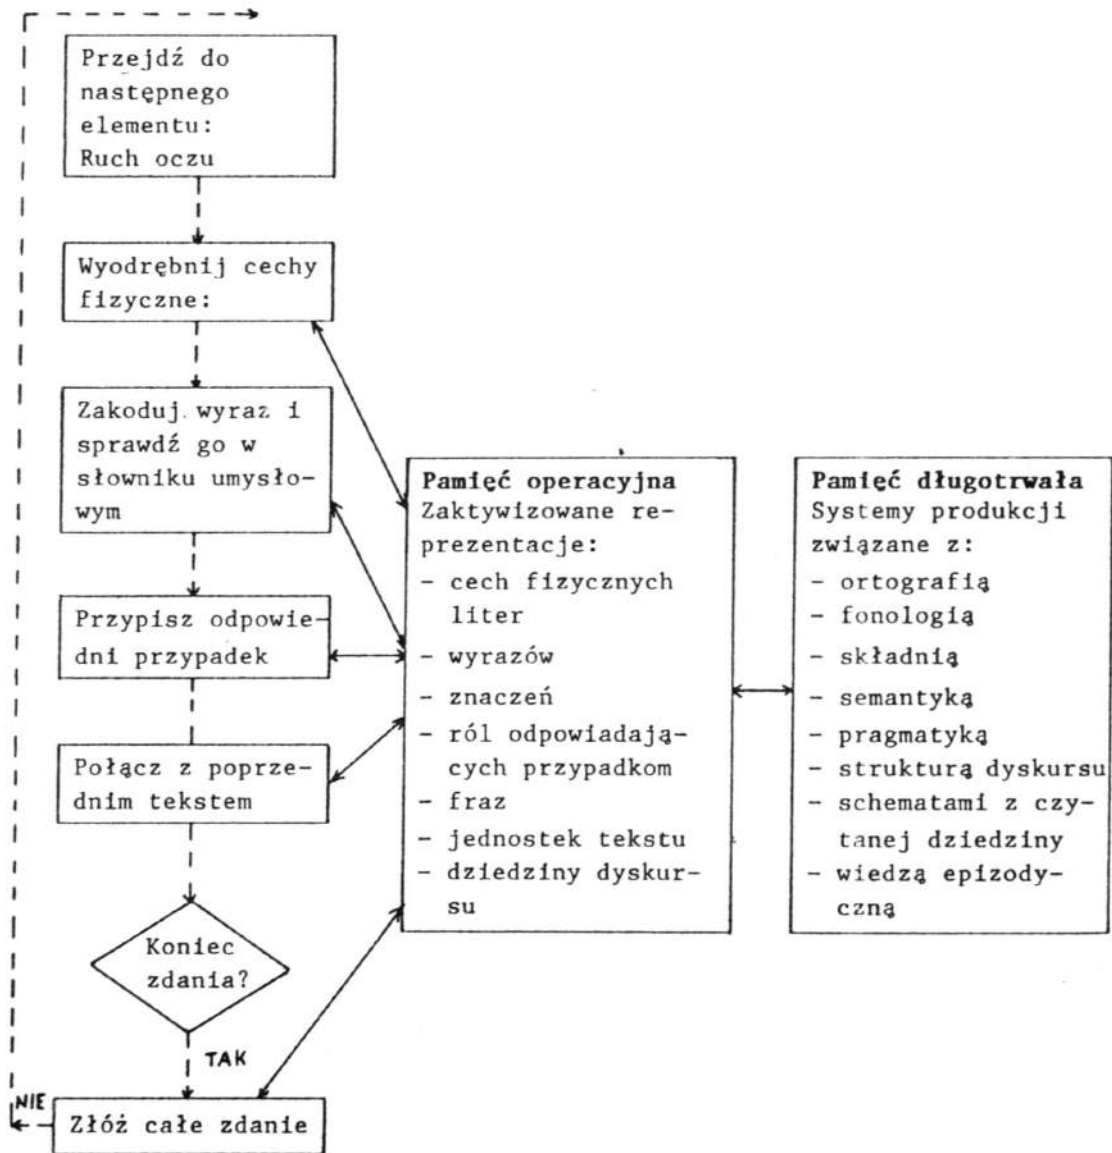 Przejdź do
następnego
elementu:
Ruch oczu
Wyodrębnij cechy
fizyczne:
Zakoduj wyraz i
sprawdź go w
słowniku umysło-
wym
Przypisz odpowie-
dni przypadek
Połącz z poprze-
dnim tekstem
Koniec
zdania?
TAK
NIE
Złóż całe zdanie
Pamięć operacyjna
Zaktywizowane re-
prezentacje:
- cech fizycznych
liter
- wyrazów
- znaczeń
- ról odpowiadają-
cych przypadkom
- fraz
- jednostek tekstu
- dziedziny dyskur-
su
Pamięć długotrwała
Systemy produkcji
związane z:
- ortografią
- fonologią
- składnią
- semantyką
- pragmatyką
- strukturą dyskursu
- schematami z czy-
tanej dziedziny
- wiedzą epizody-
czną